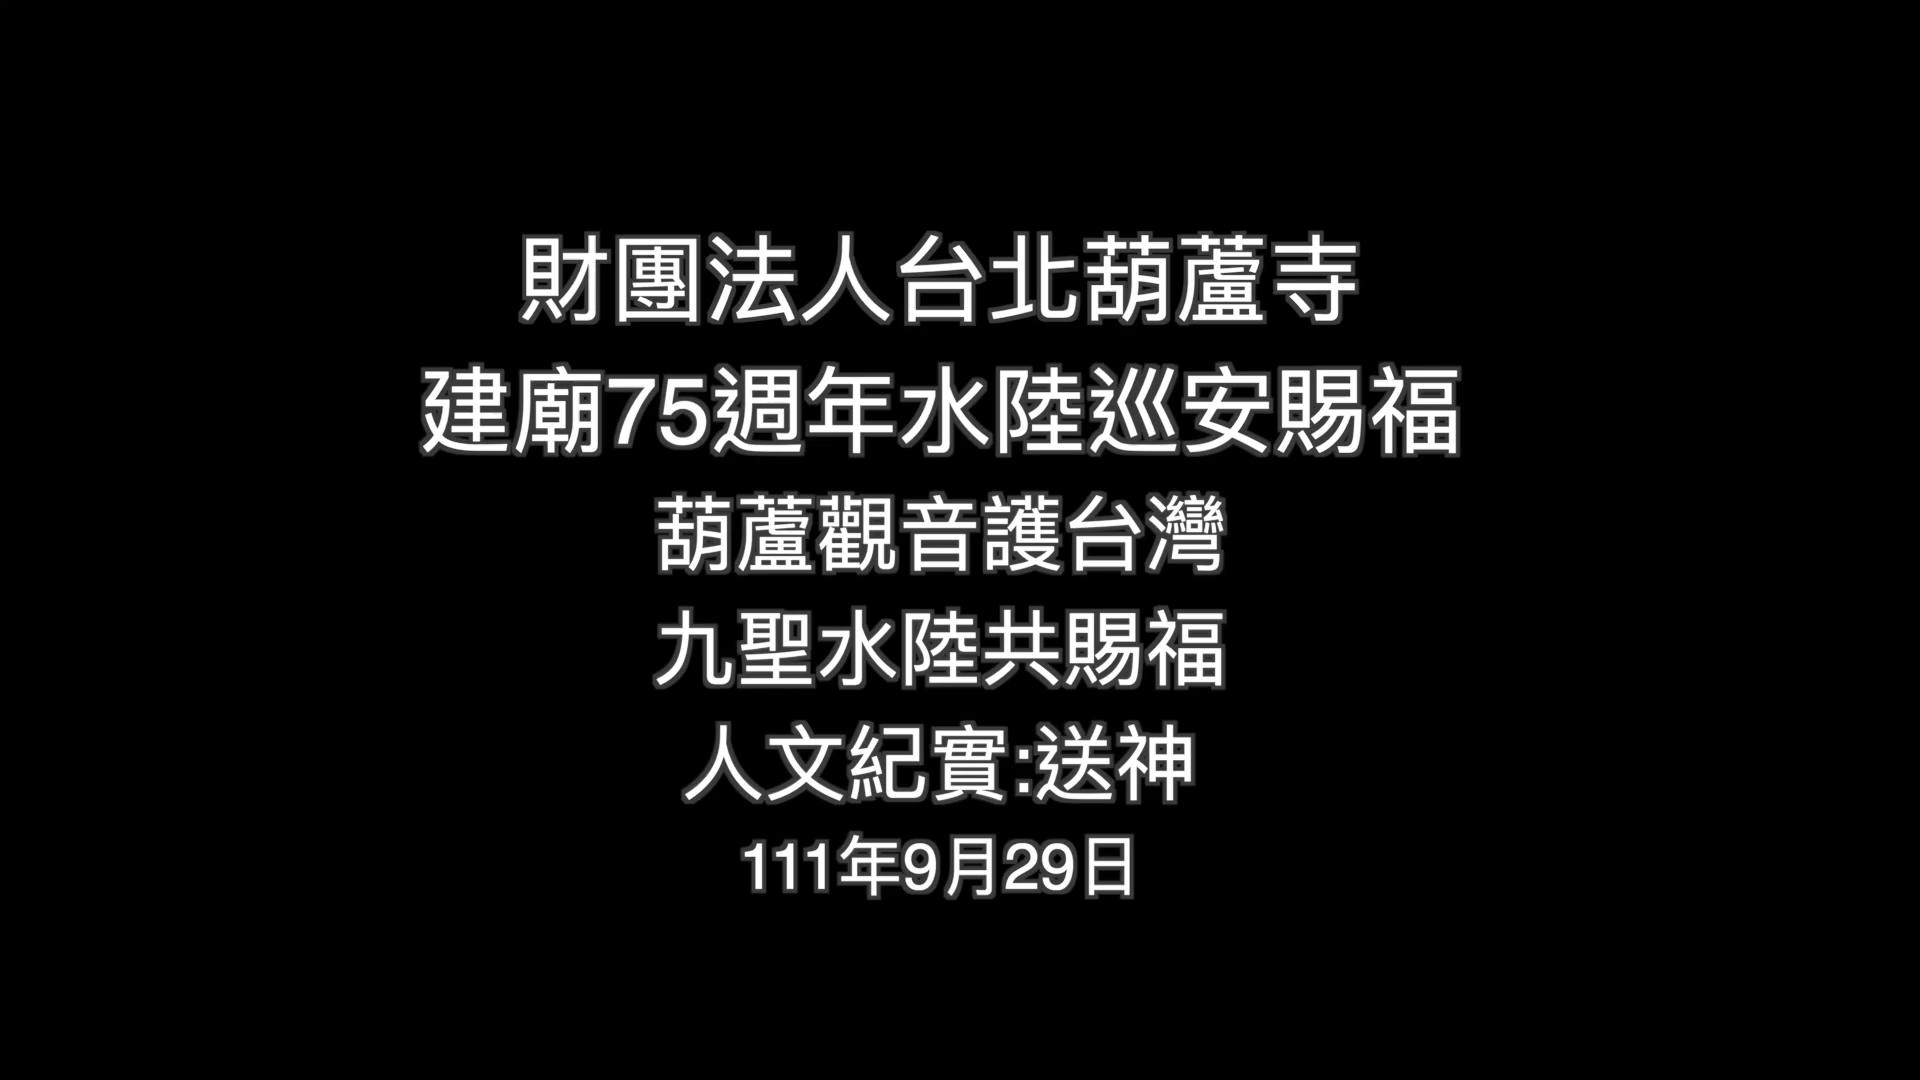 財團法人台北葫蘆寺
建廟75週年水陸巡安賜福
葫蘆觀音護台灣
九聖水陸共賜福
人文紀實:送神
111年9月29日